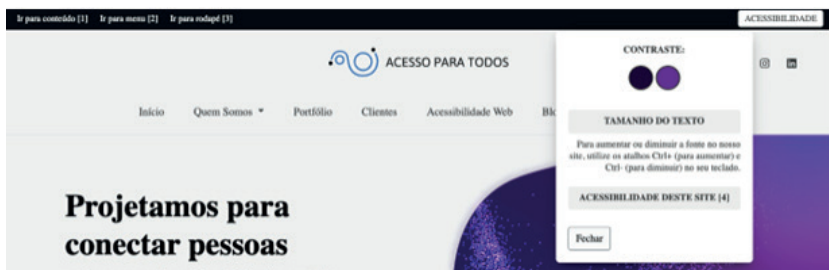 Ir para conteúdo [1] Ir para menu [2] Ir para rodapé [3] ACESSIBILIDADE
ACESSO PARA TODOS
Início Quem Somos Portfólio Clientes Acessibilidade Web
CONTRASTE:
TAMANHO DO TEXTO
Para aumentar ou diminuir a fonte no nosso
site, utilize os atalhos Ctrl+ (para aumentar) e
Ctrl- (para diminuir) no seu teclado.
ACESSIBILIDADE DESTE SITE [4]
Fechar
Projetamos para
conectar pessoas